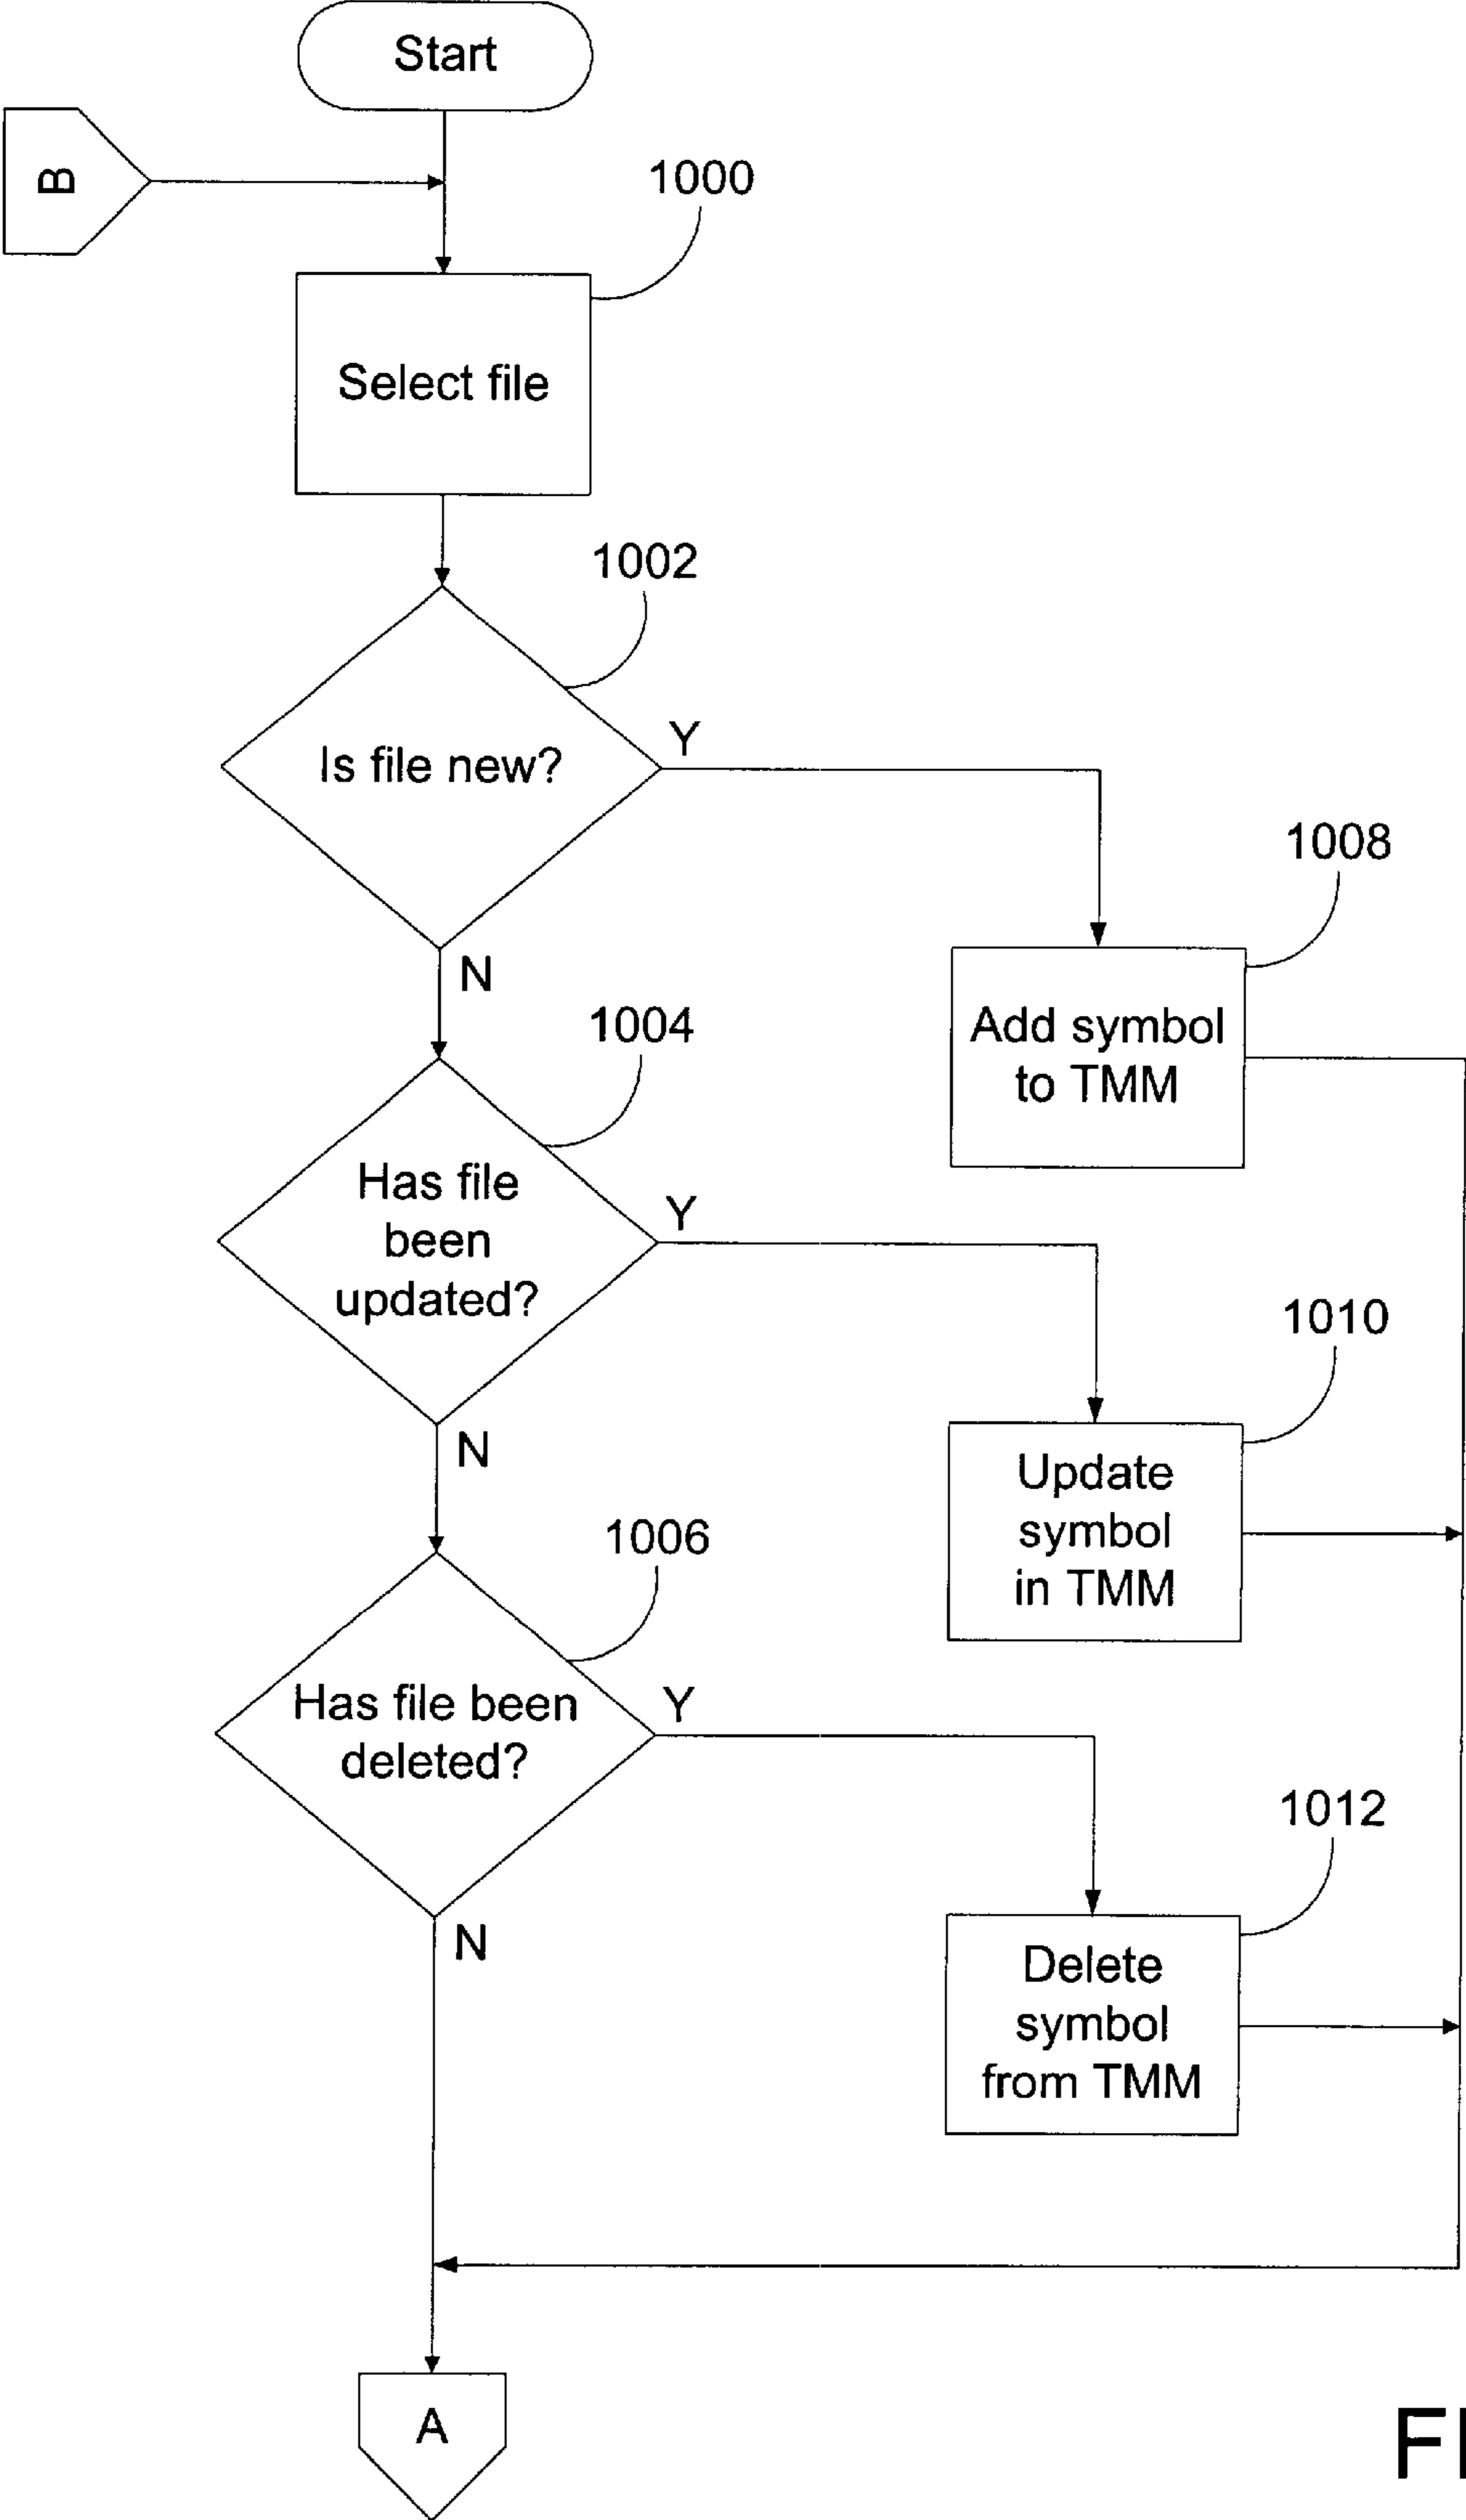 Start
B
1000
Select file
1002
Is file new?
Y
1008
N
Add symbol
to TMM
1004
Has file
been
updated?
Y
1010
N
Update
symbol
in TMM
1006
Has file been
deleted?
Y
1012
N
Delete
symbol
from TMM
A